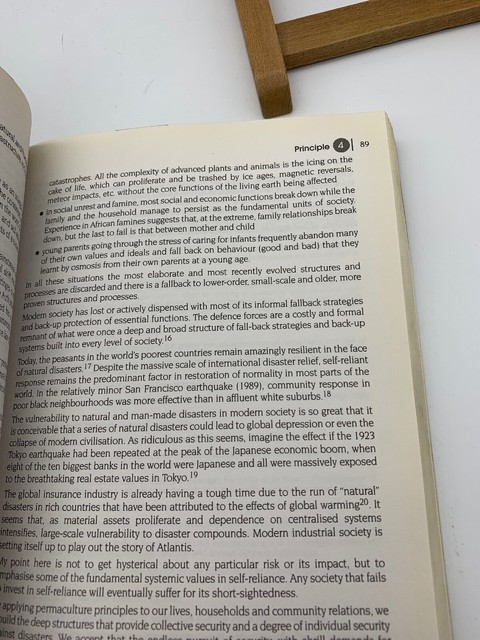 Principle 4 89
catastrophes. All the complexity of advanced plants and animals is the icing on the
cake of life, which can proliferate and be trashed by ice ages, magnetic reversals,
meteor impacts, etc. without the core functions of the living earth being affected
• in social unrest and famine, most social and economic functions break down while the
family and the household manage to persist as the fundamental units of society.
Experience in African famines suggests that, at the extreme, family relationships break
down, but the last to fail is that between mother and child
• young parents going through the stress of caring for infants frequently abandon many
of their own values and ideals and fall back on behaviour (good and bad) that they
learnt by osmosis from their own parents at a young age.
In all these situations the most elaborate and most recently evolved structures and
processes are discarded and there is a fallback to lower-order, small-scale and older, more
proven structures and processes.
Modern society has lost or actively dispensed with most of its informal fallback strategies
and back-up protection of essential functions. The defence forces are a costly and formal
remnant of what were once a deep and broad structure of fall-back strategies and back-up
systems built into every level of society.16
Today, the peasants in the world's poorest countries remain amazingly resilient in the face
of natural disasters.17 Despite the massive scale of international disaster relief, self-reliant
response remains the predominant factor in restoration of normality in most parts of the
world. In the relatively minor San Francisco earthquake (1989), community response in
poor black neighbourhoods was more effective than in affluent white suburbs.18
The vulnerability to natural and man-made disasters in modern society is so great that it
is conceivable that a series of natural disasters could lead to global depression or even the
collapse of modern civilisation. As ridiculous as this seems, imagine the effect if the 1923
Tokyo earthquake had been repeated at the peak of the Japanese economic boom, when
eight of the ten biggest banks in the world were Japanese and all were massively exposed
to the breathtaking real estate values in Tokyo.19
The global insurance industry is already having a tough time due to the run of "natural"
disasters in rich countries that have been attributed to the effects of global warming20. It
seems that, as material assets proliferate and dependence on centralised systems
intensifies, large-scale vulnerability to disaster compounds. Modern industrial society is
setting itself up to play out the story of Atlantis.
My point here is not to get hysterical about any particular risk or its impact, but to
emphasise some of the fundamental systemic values in self-reliance. Any society that fails
to invest in self-reliance will eventually suffer for its short-sightedness.
applying permaculture principles to our lives, households and community relations, we
build the deep structures that provide collective security and a degree of individual security
against disasters. We accept that the endless pursuit of security